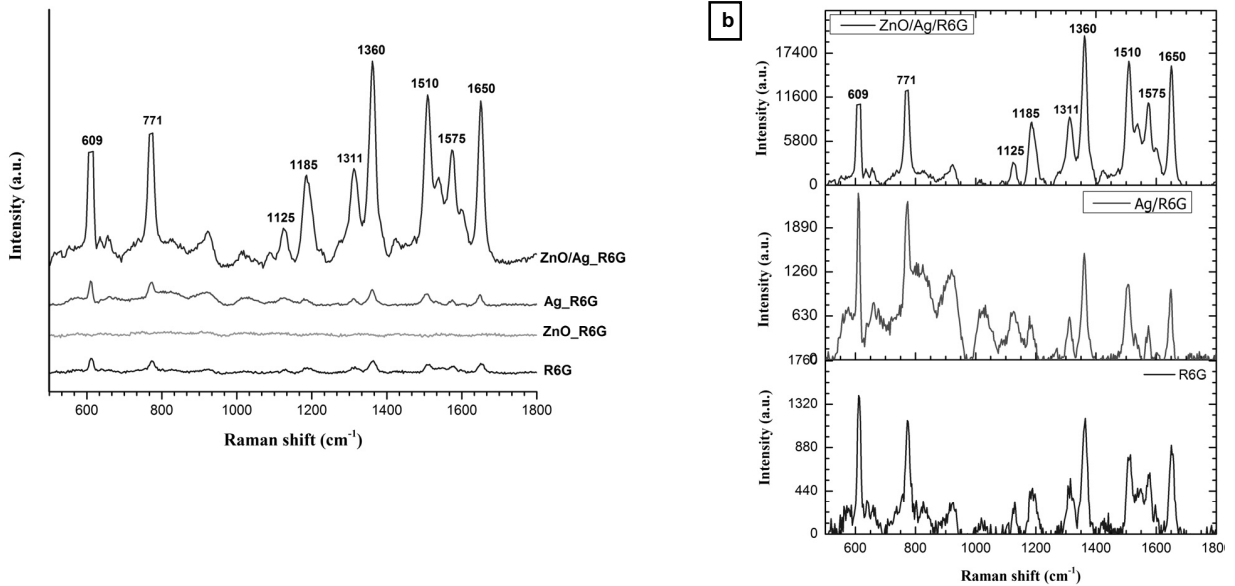 1360
1510
1650
771
609
1575
1185
1311
1125
ZnO/Ag_R6G
Ag_R6G
ZnO_R6G
R6G
Intensity (a.u.)
600 800 1000 1200 1400 1600 1800
Raman shift (cm-1)
b
ZnO/Ag/R6G
1360
1510
1650
771
609
1575
1311
1185
1125
17400
11600
5800
0
Intensity (a.u.)
Ag/R6G
1890
1260
630
0
Intensity (a.u.)
R6G
1760
1320
880
440
0
Intensity (a.u.)
600 800 1000 1200 1400 1600 1800
Raman shift (cm-1)